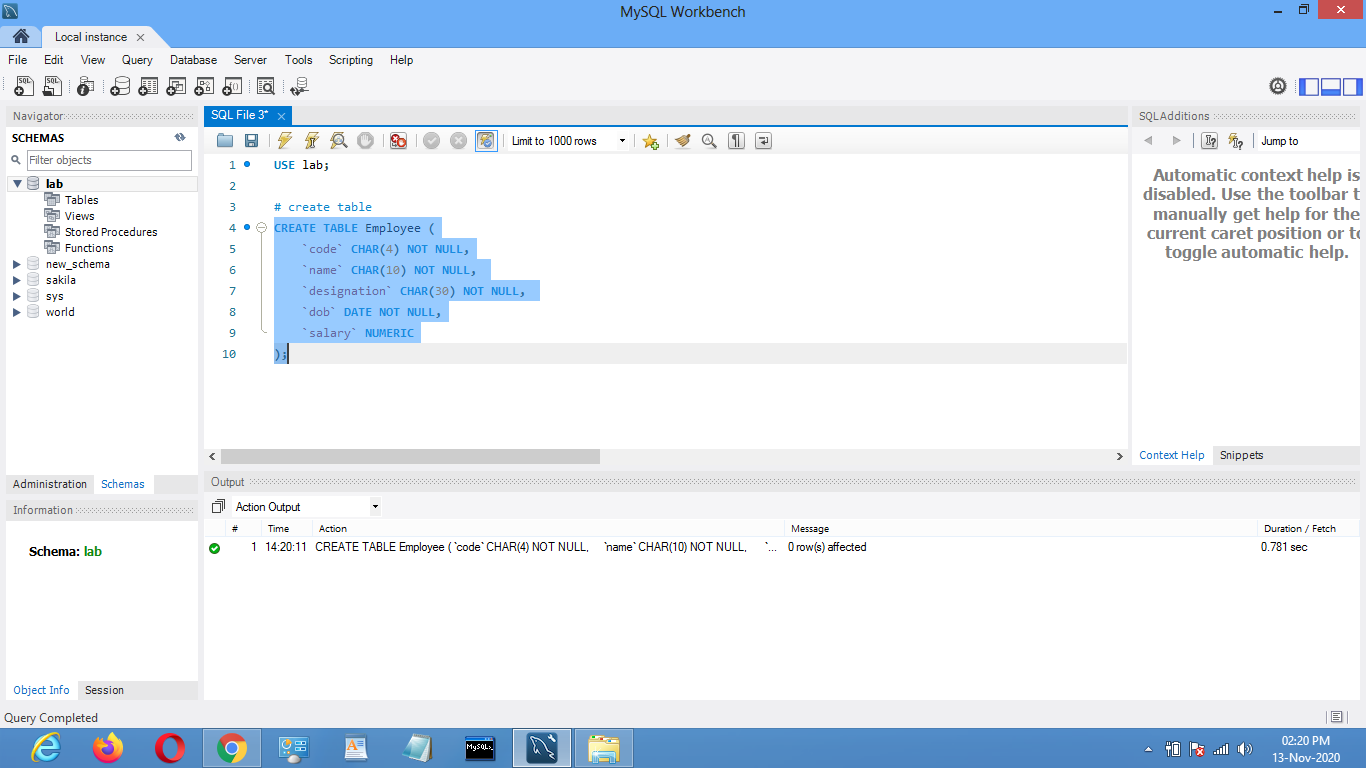 MySQL Workbench
Local instance
File Edit View Query Database Server Tools Scripting Help
Navigator
SCHEMAS
Filter objects
lab
Tables
Views
Stored Procedures
Functions
new_schema
sakila
sys
world
Administration Schemas
Information
Schema: lab
Object Info Session
SQL File 3*
Limit to 1000 rows
1 USE lab;
2
3 # create table
4 CREATE TABLE Employee (
5 `code` CHAR(4) NOT NULL,
6 `name` CHAR(10) NOT NULL,
7 `designation` CHAR(30) NOT NULL,
8 `dob` DATE NOT NULL,
9 `salary` NUMERIC
10 );
SQLAdditions
Jump to
Automatic context help is
disabled. Use the toolbar t
manually get help for the
current caret position or to
toggle automatic help.
Context Help Snippets
Output
Action Output
# Time Action Message Duration / Fetch
1 14:20:11 CREATE TABLE Employee ( `code` CHAR(4) NOT NULL, `name` CHAR(10) NOT NULL, `... 0 row(s) affected 0.781 sec
Query Completed
02:20 PM
13-Nov-2020